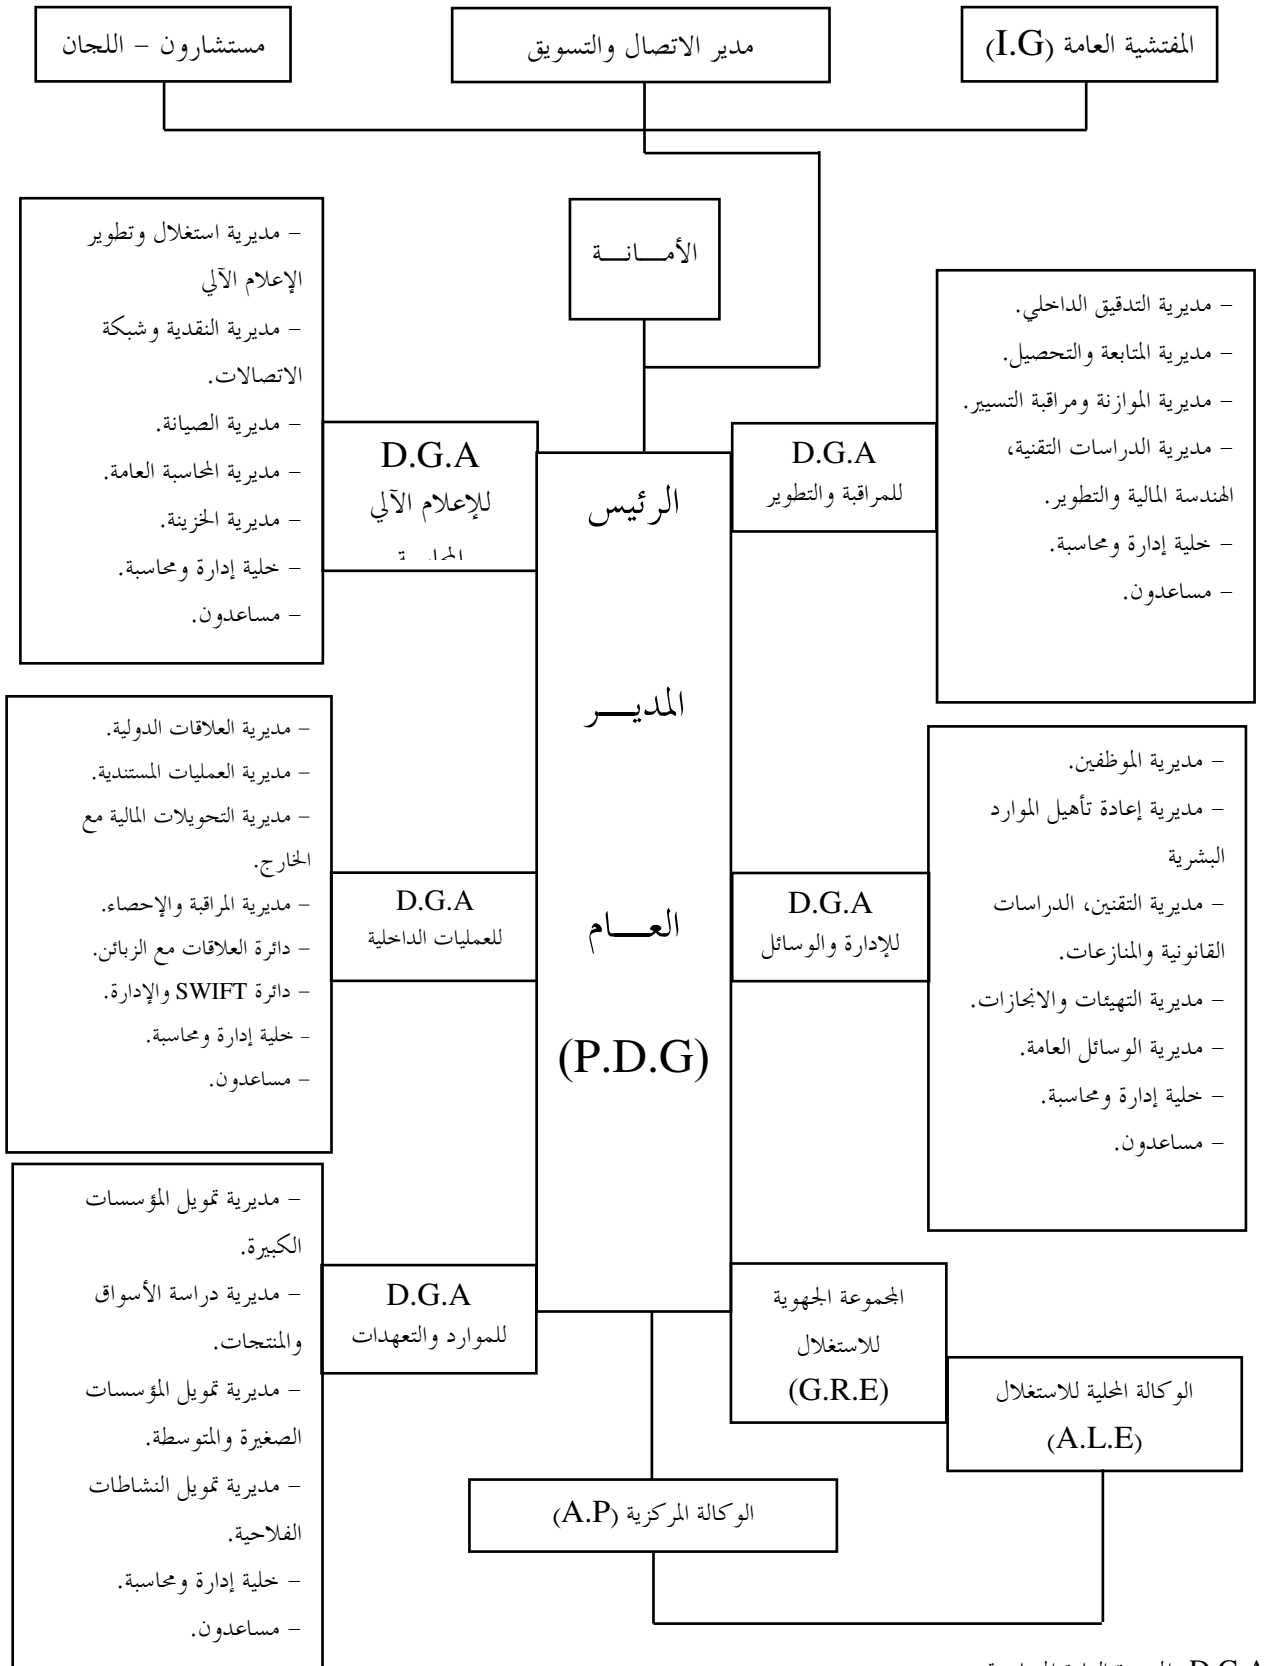 المفتشية العامة (I.G)
مدير الاتصال والتسويق
مستشارون – اللجان
الأمـــانـــة
– مديرية التدقيق الداخلي.
– مديرية المتابعة والتحصيل.
– مديرية الموازنة ومراقبة التسيير.
– مديرية الدراسات التقنية،
الهندسة المالية والتطوير.
– خلية إدارة ومحاسبة.
– مساعدون.
D.G.A
للمراقبة والتطوير
الرئيس
المديـــر
العـــام
(P.D.G)
D.G.A
للإعلام الآلي
– مديرية استغلال وتطوير
الإعلام الآلي
– مديرية النقدية وشبكة
الاتصالات.
– مديرية الصيانة.
– مديرية المحاسبة العامة.
– مديرية الخزينة.
– خلية إدارة ومحاسبة.
– مساعدون.
– مديرية الموظفين.
– مديرية إعادة تأهيل الموارد
البشرية
– مديرية التقنين، الدراسات
القانونية والمنازعات.
– مديرية التهيئات والانجازات.
– مديرية الوسائل العامة.
– خلية إدارة ومحاسبة.
– مساعدون.
D.G.A
للإدارة والوسائل
D.G.A
للعمليات الداخلية
– مديرية العلاقات الدولية.
– مديرية العمليات المستندية.
– مديرية التحويلات المالية مع
الخارج.
– مديرية المراقبة والإحصاء.
– دائرة العلاقات مع الزبائن.
– دائرة SWIFT والإدارة.
- خلية إدارة ومحاسبة.
– مساعدون.
المجموعة الجهوية
للاستغلال
(G.R.E)
الوكالة المحلية للاستغلال
(A.L.E)
D.G.A
للموارد والتعهدات
– مديرية تمويل المؤسسات
الكبيرة.
– مديرية دراسة الأسواق
والمنتجات.
– مديرية تمويل المؤسسات
الصغيرة والمتوسطة.
– مديرية تمويل النشاطات
الفلاحية.
– خلية إدارة ومحاسبة.
– مساعدون.
الوكالة المركزية (A.P)